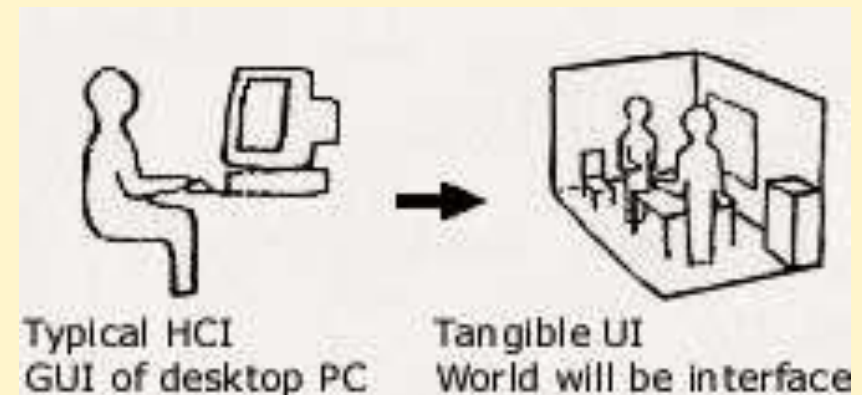 Typical HCI
GUI of desktop PC
Tangible UI
World will be interface